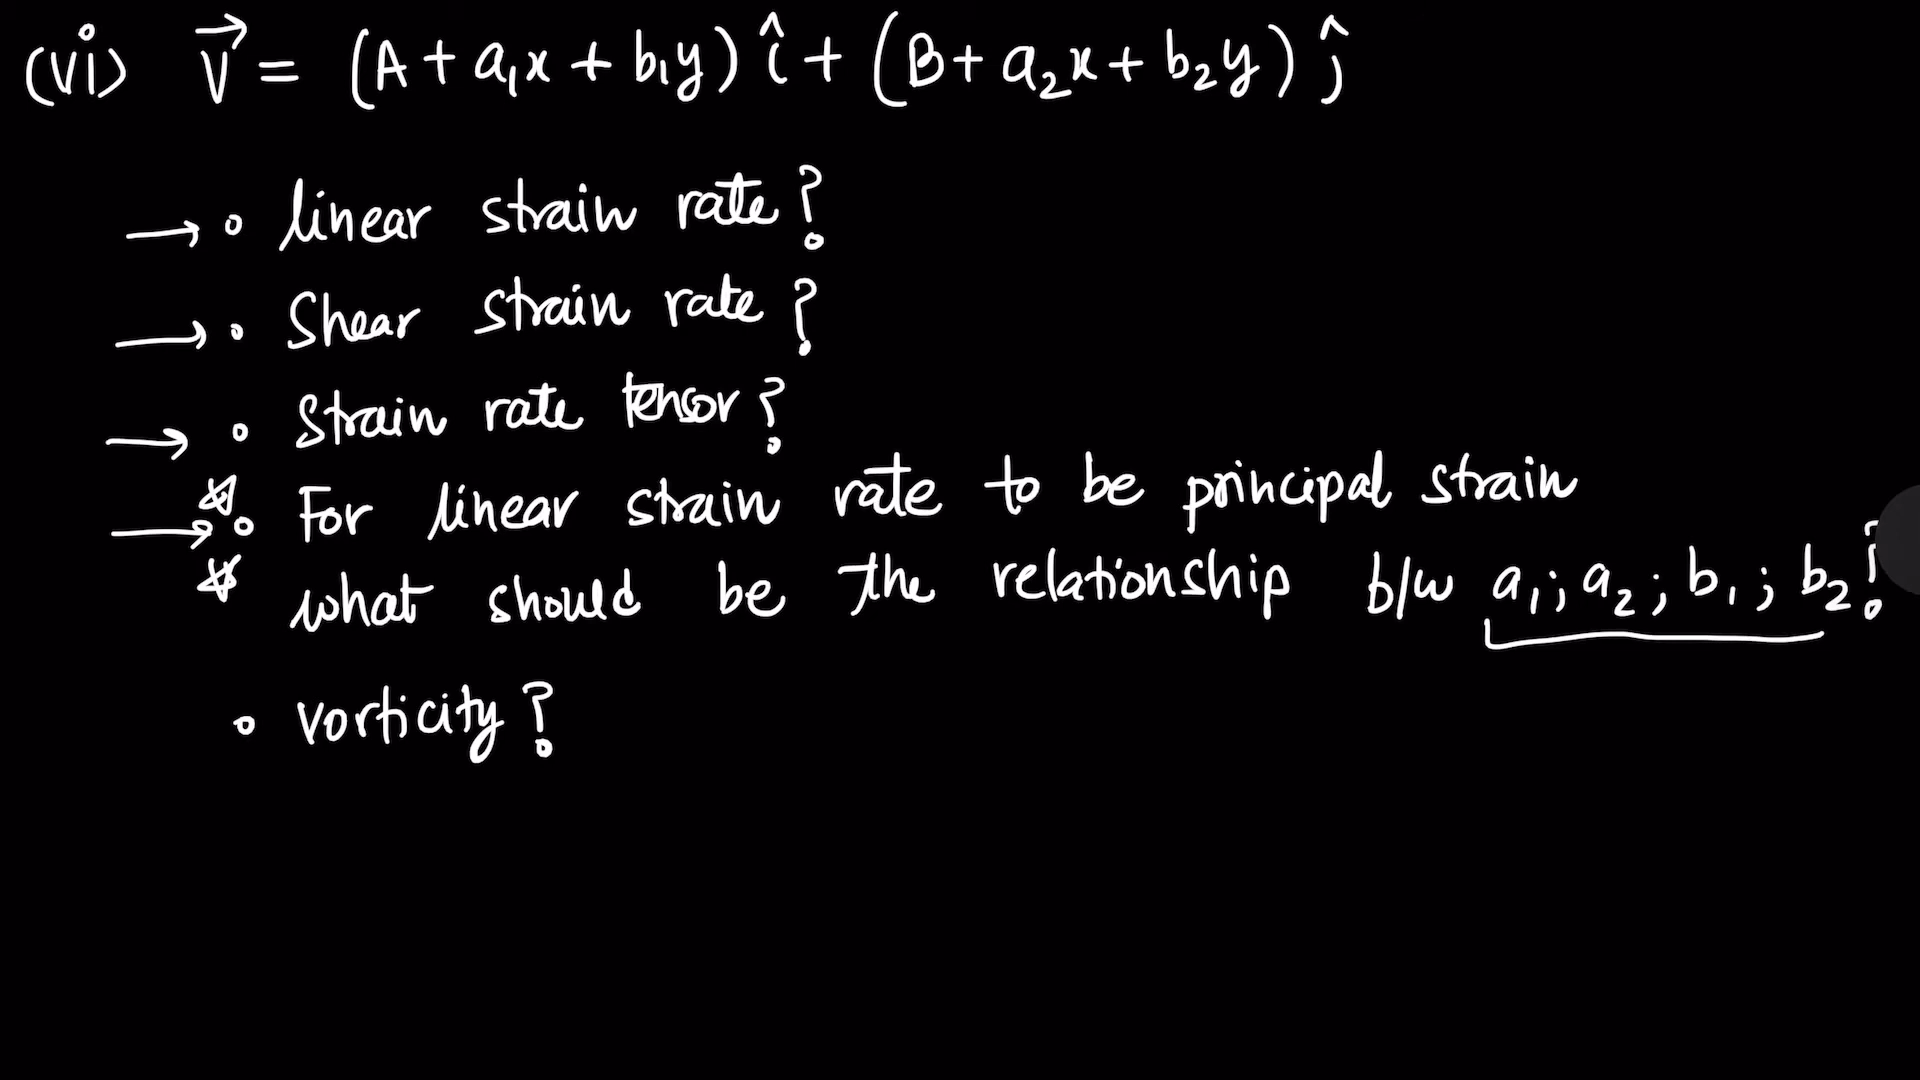 (vi) V⃗ = (A + a₁x + b₁y) î + (B + a₂x + b₂y) ĵ
→ ∘ linear strain rate?
→ ∘ Shear strain rate?
→ ∘ Strain rate tensor?
→ ∘ For linear strain rate to be principal strain
what should be the relationship b/w a₁; a₂; b₁; b₂?
∘ vorticity?